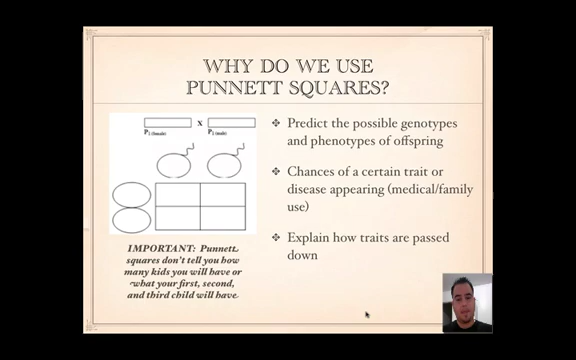 WHY DO WE USE
PUNNETT SQUARES?
X
P1 (female)
P1 (male)
IMPORTANT: Punnett
squares don't tell you how
many kids you will have or
what your first, second,
and third child will have
❖ Predict the possible genotypes
and phenotypes of offspring
❖ Chances of a certain trait or
disease appearing (medical/family
use)
❖ Explain how traits are passed
down